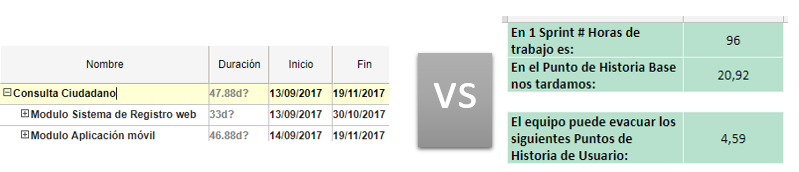 Nombre Duración Inicio Fin
Consulta Ciudadano 47.88d? 13/09/2017 19/11/2017
Modulo Sistema de Registro web 33d? 13/09/2017 30/10/2017
Modulo Aplicación móvil 46.88d? 14/09/2017 19/11/2017
VS
En 1 Sprint # Horas de
trabajo es: 96
En el Punto de Historia Base
nos tardamos: 20,92
El equipo puede evacuar los
siguientes Puntos de
Historia de Usuario: 4,59